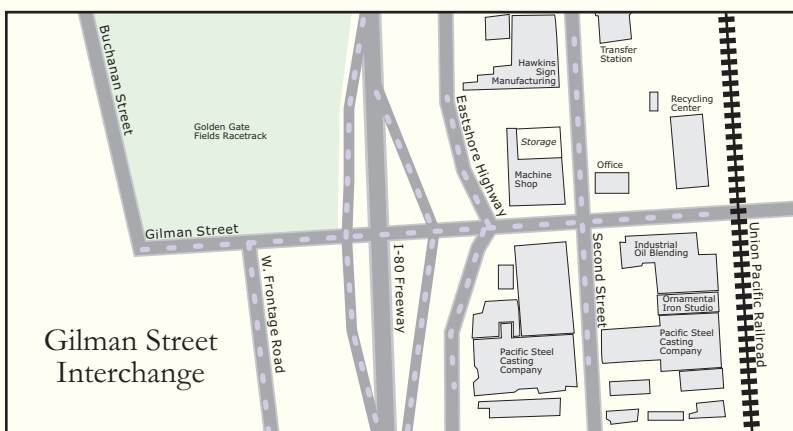 Buchanan Street
Golden Gate
Fields Racetrack
Gilman Street
W. Frontage Road
I-80 Freeway
Eastshore Highway
Hawkins
Sign
Manufacturing
Storage
Machine
Shop
Transfer
Station
Recycling
Center
Office
Second Street
Union Pacific Railroad
Industrial
Oil Blending
Ornamental
Iron Studio
Pacific Steel
Casting
Company
Pacific Steel
Casting
Company
Gilman Street
Interchange